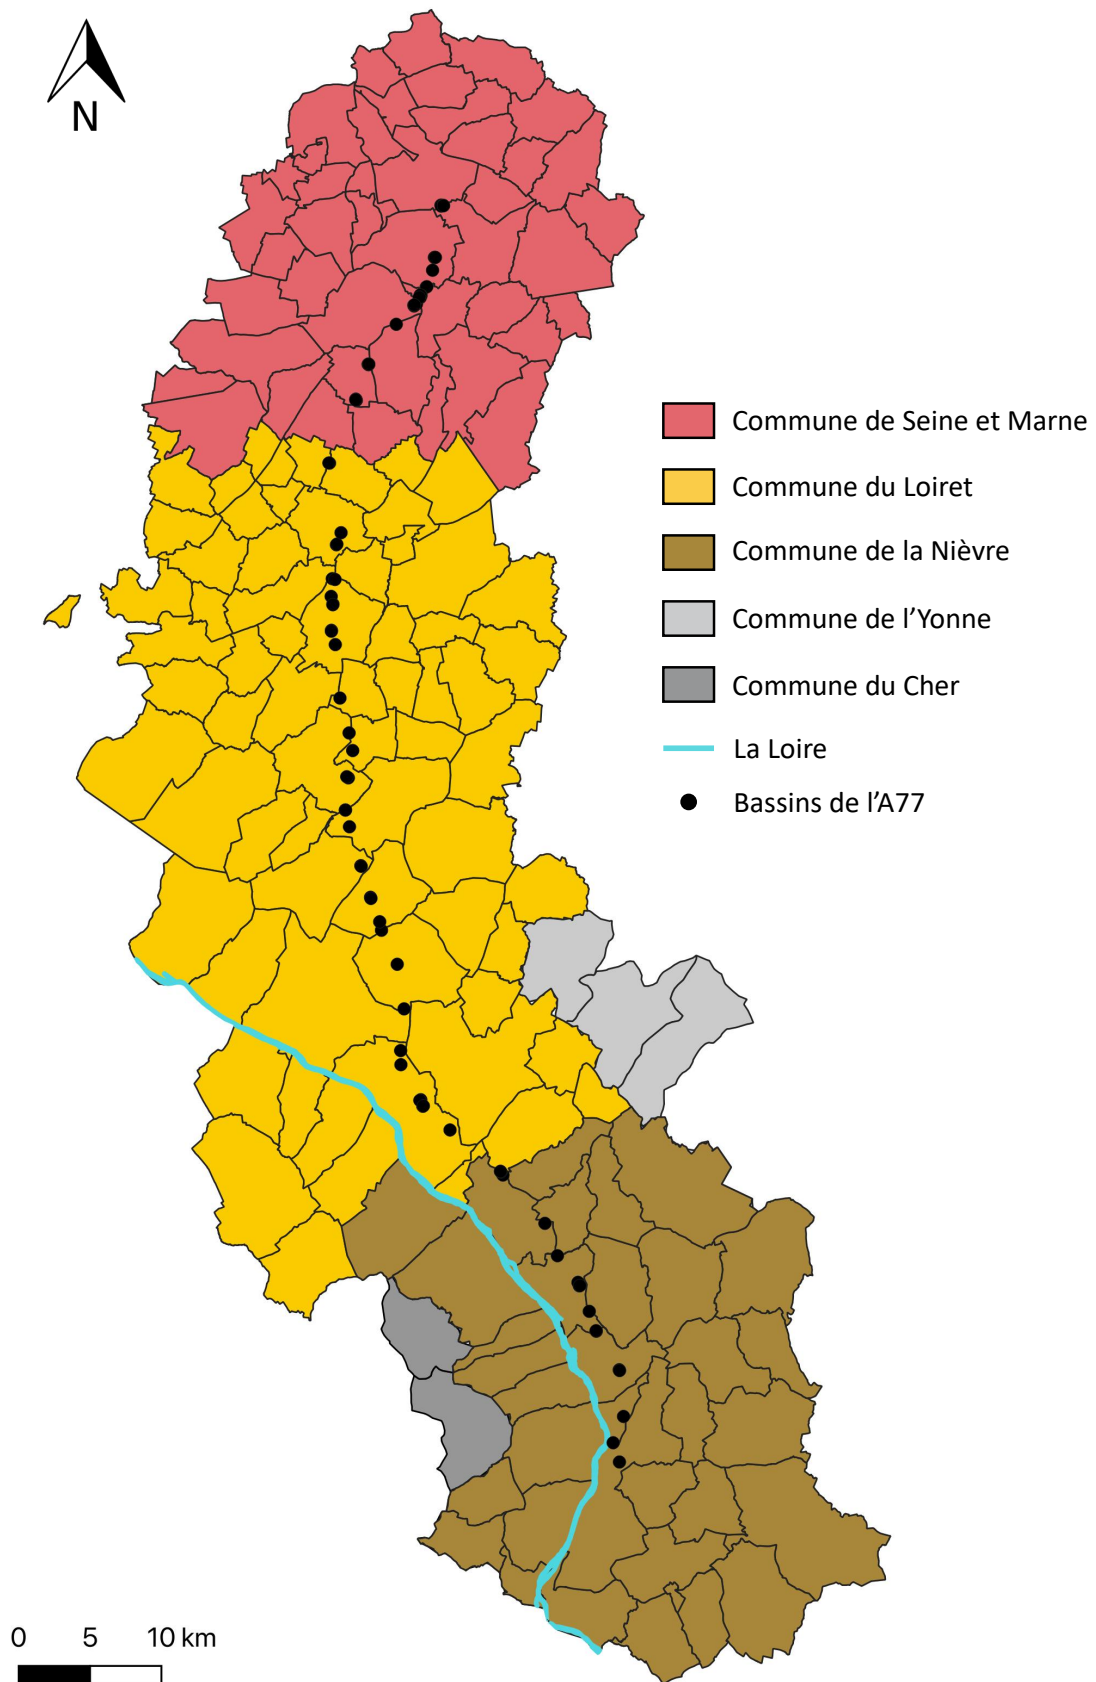 N
Commune de Seine et Marne
Commune du Loiret
Commune de la Nièvre
Commune de l’Yonne
Commune du Cher
La Loire
Bassins de l’A77
0 5 10 km